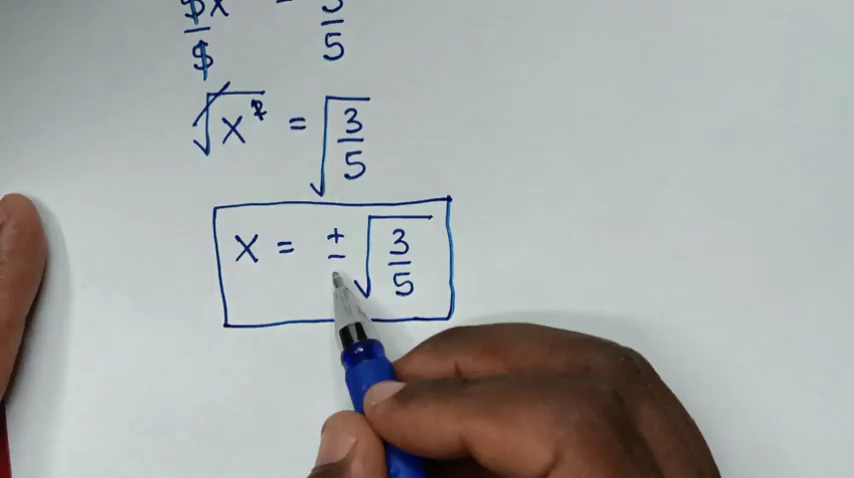 5x = 3
5 5
√x² = √3/5
x = ± √3/5